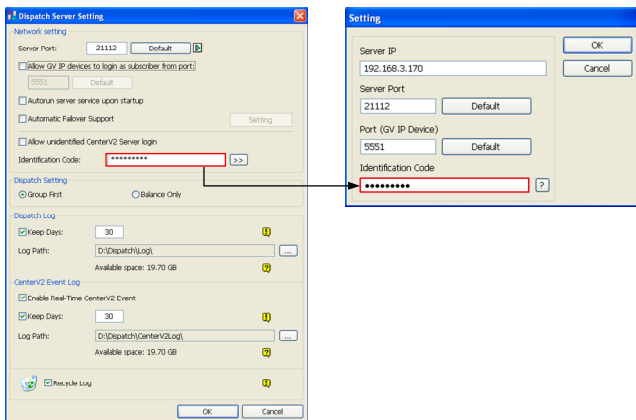 Dispatch Server Setting
Network setting
Server Port: 21112 Default
Allow GV IP devices to login as subscriber from port:
5551 Default
Autorun server service upon startup
Automatic Failover Support Setting
Allow unidentified CenterV2 Server login
Identification Code: ********* >>
Dispatch Setting
Group First Balance Only
Dispatch Log
Keep Days: 30
Log Path: D:\Dispatch\Log\ ...
Available space: 19.70 GB
CenterV2 Event Log
Enable Real-Time CenterV2 Event
Keep Days: 30
Log Path: D:\Dispatch\CenterV2Log\ ...
Available space: 19.70 GB
Recycle Log
OK Cancel
Setting
Server IP
192.168.3.170
Server Port
21112 Default
Port (GV IP Device)
5551 Default
Identification Code
●●●●●●●●● ?
OK
Cancel